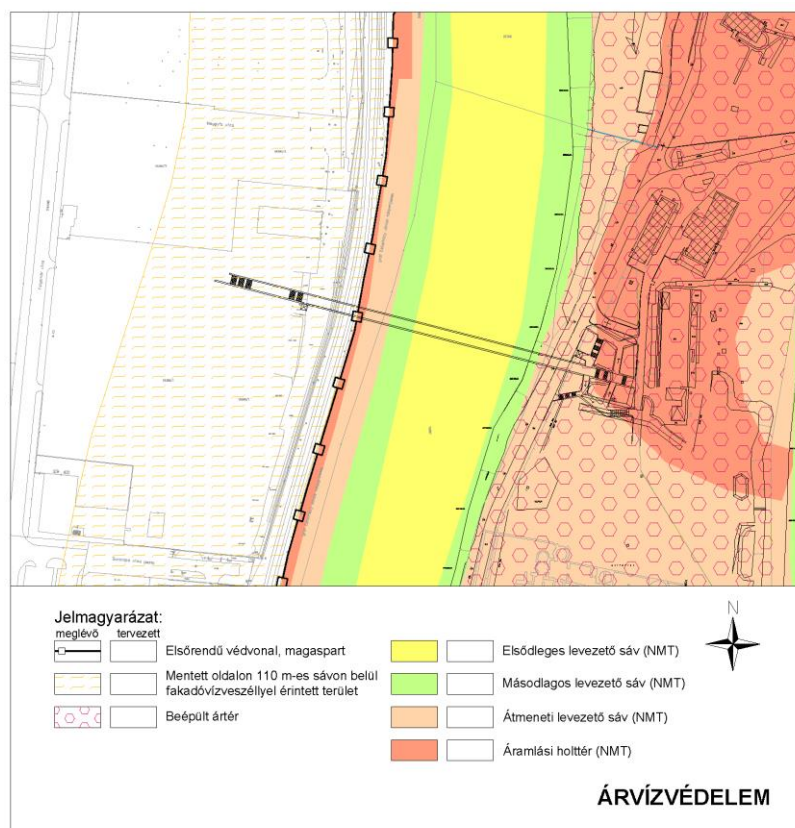 Jelmagyarázat:
meglévő tervezett
Elsőrendű védvonal, magaspart
Mentett oldalon 110 m-es sávon belül
fakadóvízveszéllyel érintett terület
Beépült ártér
N
Elsődleges levezető sáv (NMT)
Másodlagos levezető sáv (NMT)
Átmeneti levezető sáv (NMT)
Áramlási holttér (NMT)
ÁRVÍZVÉDELEM